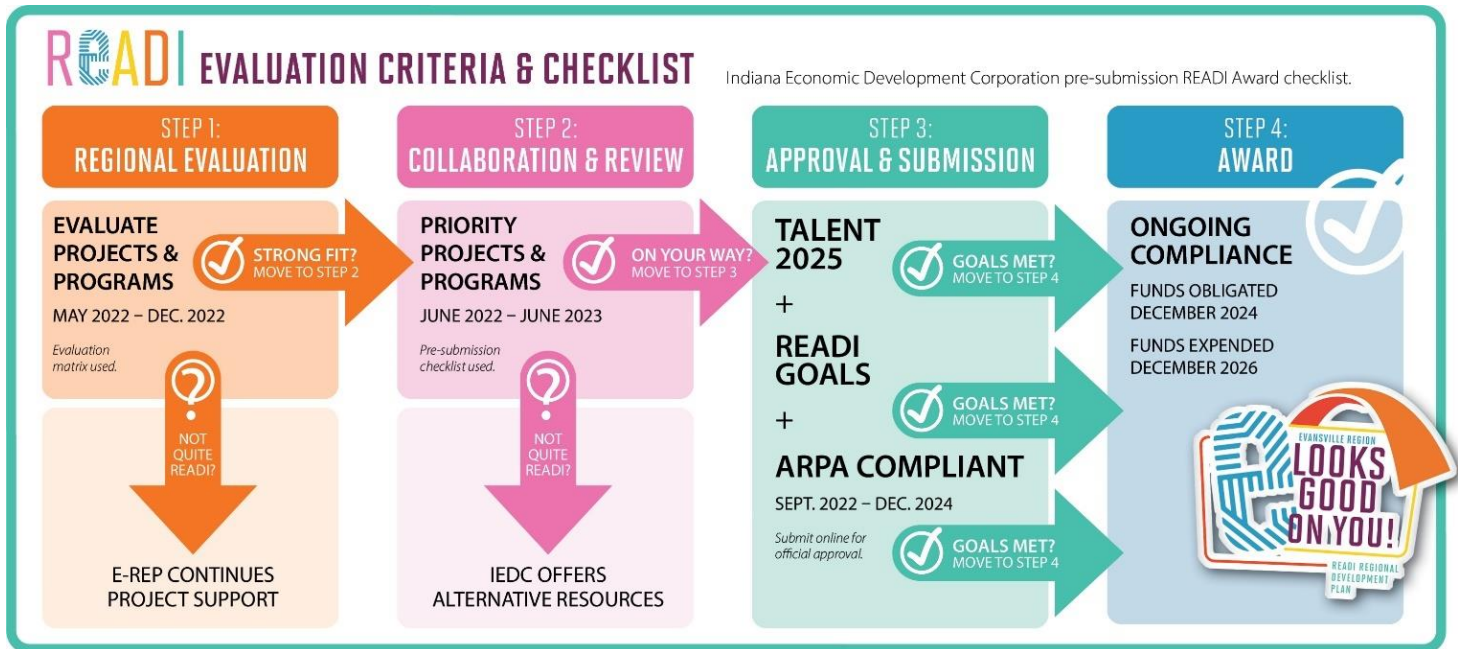 READI EVALUATION CRITERIA & CHECKLIST
Indiana Economic Development Corporation pre-submission READI Award checklist.
STEP 1:
REGIONAL EVALUATION
EVALUATE
PROJECTS &
PROGRAMS
MAY 2022 – DEC. 2022
Evaluation
matrix used.
STRONG FIT?
MOVE TO STEP 2
NOT
QUITE
READI?
E-REP CONTINUES
PROJECT SUPPORT
STEP 2:
COLLABORATION & REVIEW
PRIORITY
PROJECTS &
PROGRAMS
JUNE 2022 – JUNE 2023
Pre-submission
checklist used.
ON YOUR WAY?
MOVE TO STEP 3
NOT
QUITE
READI?
IEDC OFFERS
ALTERNATIVE RESOURCES
STEP 3:
APPROVAL & SUBMISSION
TALENT
2025
GOALS MET?
MOVE TO STEP 4
+
READI
GOALS
GOALS MET?
MOVE TO STEP 4
+
ARPA COMPLIANT
SEPT. 2022 – DEC. 2024
Submit online for
official approval.
GOALS MET?
MOVE TO STEP 4
STEP 4:
AWARD
ONGOING
COMPLIANCE
FUNDS OBLIGATED
DECEMBER 2024
FUNDS EXPENDED
DECEMBER 2026
e
EVANSVILLE REGION
LOOKS
GOOD
ON YOU!
READI REGIONAL
DEVELOPMENT
PLAN